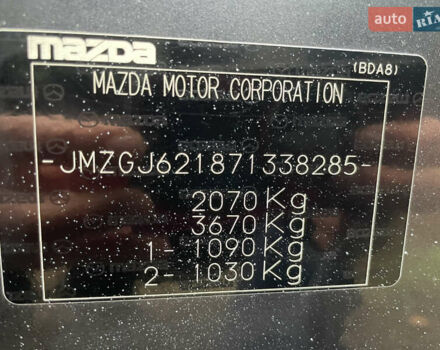 AUTO RIA
mazda
(BDA8)
MAZDA MOTOR CORPORATION
-JMZGJ621871338285-
2070Kg
3670Kg
1-1090Kg
2-1030Kg